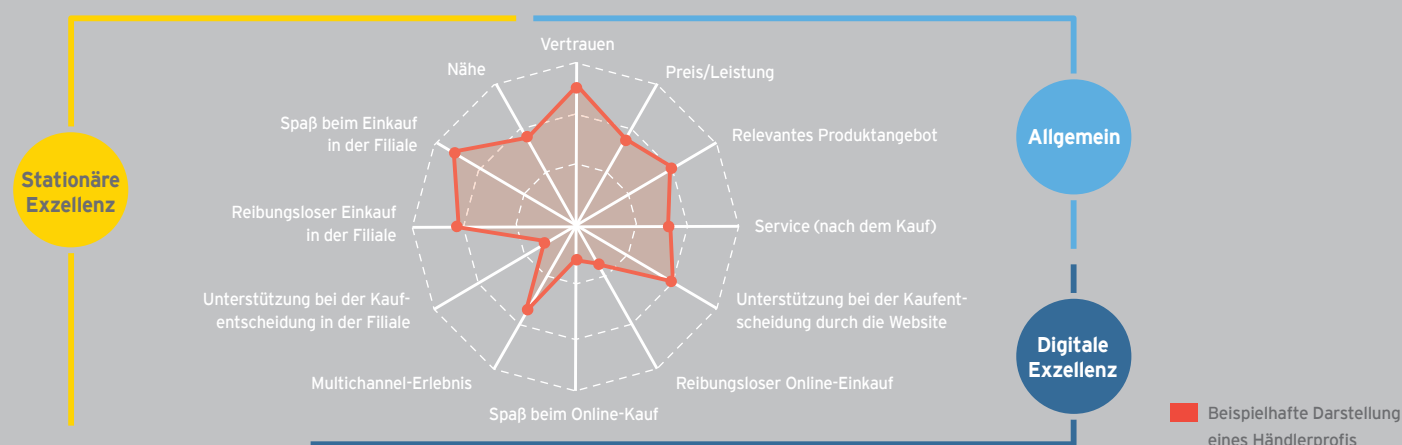 Vertrauen
Nähe
Preis/Leistung
Spaß beim Einkauf
in der Filiale
Relevantes Produktangebot
Allgemein
Stationäre
Exzellenz
Reibungsloser Einkauf
in der Filiale
Service (nach dem Kauf)
Unterstützung bei der Kauf-
entscheidung in der Filiale
Unterstützung bei der Kaufent-
scheidung durch die Website
Digitale
Exzellenz
Multichannel-Erlebnis
Reibungsloser Online-Einkauf
Spaß beim Online-Kauf
Beispielhafte Darstellung
eines Händlerprofis